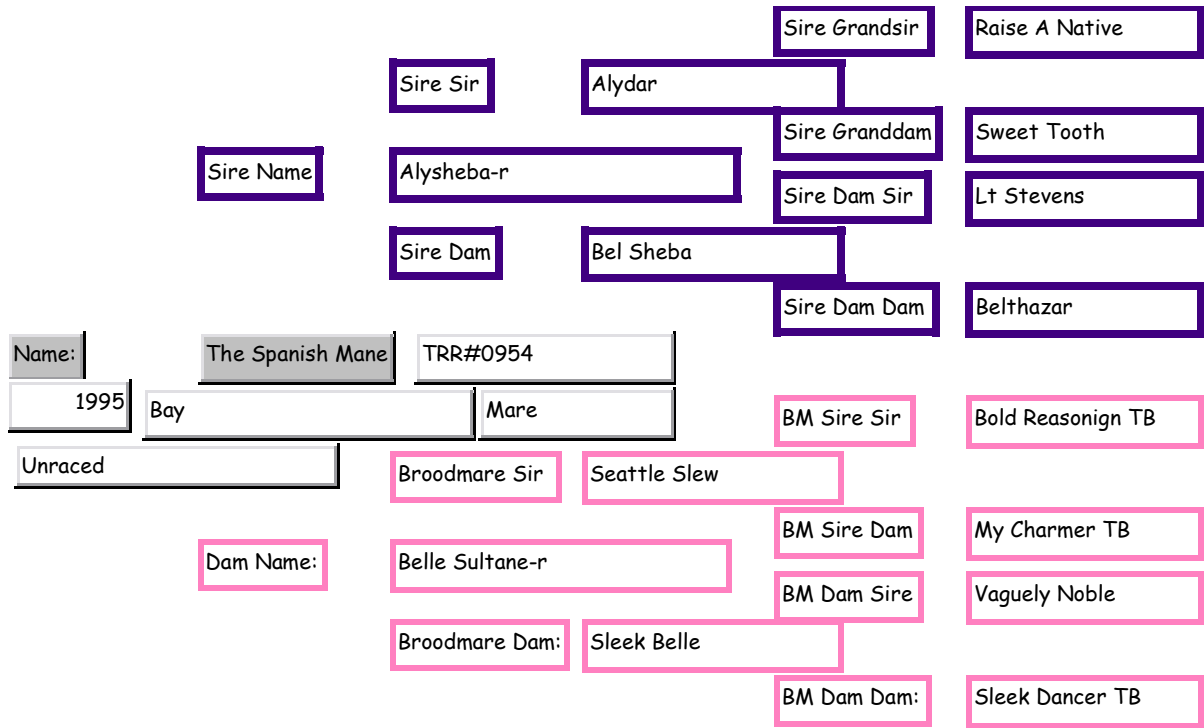 Sire Grandsir Raise A Native
Sire Sir Alydar
Sire Granddam Sweet Tooth
Sire Name Alysheba-r
Sire Dam Sir Lt Stevens
Sire Dam Bel Sheba
Sire Dam Dam Belthazar
Name: The Spanish Mane TRR#0954
1995 Bay Mare
BM Sire Sir Bold Reasonign TB
Unraced
Broodmare Sir Seattle Slew
BM Sire Dam My Charmer TB
Dam Name: Belle Sultane-r
BM Dam Sire Vaguely Noble
Broodmare Dam: Sleek Belle
BM Dam Dam: Sleek Dancer TB